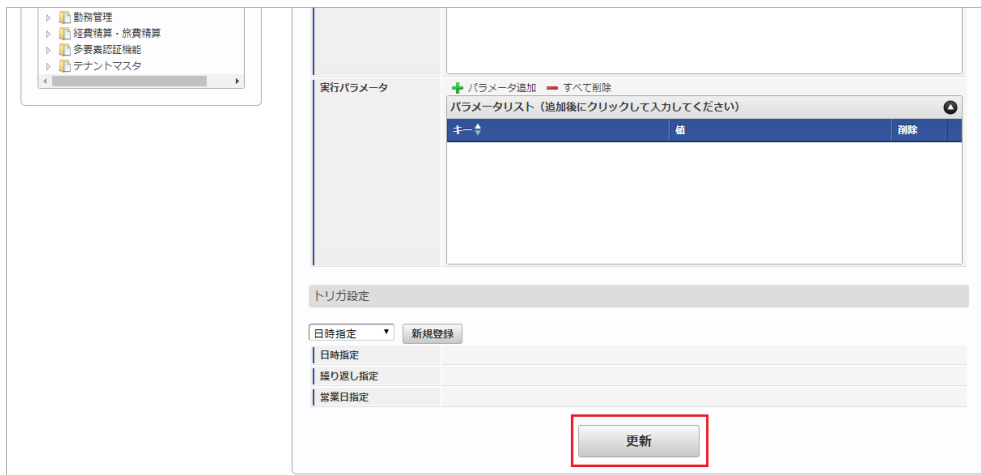 勤務管理
経費精算・旅費精算
多要素認証機能
テナントマスタ
実行パラメータ
パラメータ追加 すべて削除
パラメータリスト（追加後にクリックして入力してください）
キー 値 削除
トリガ設定
日時指定 新規登録
日時指定
繰り返し指定
営業日指定
更新